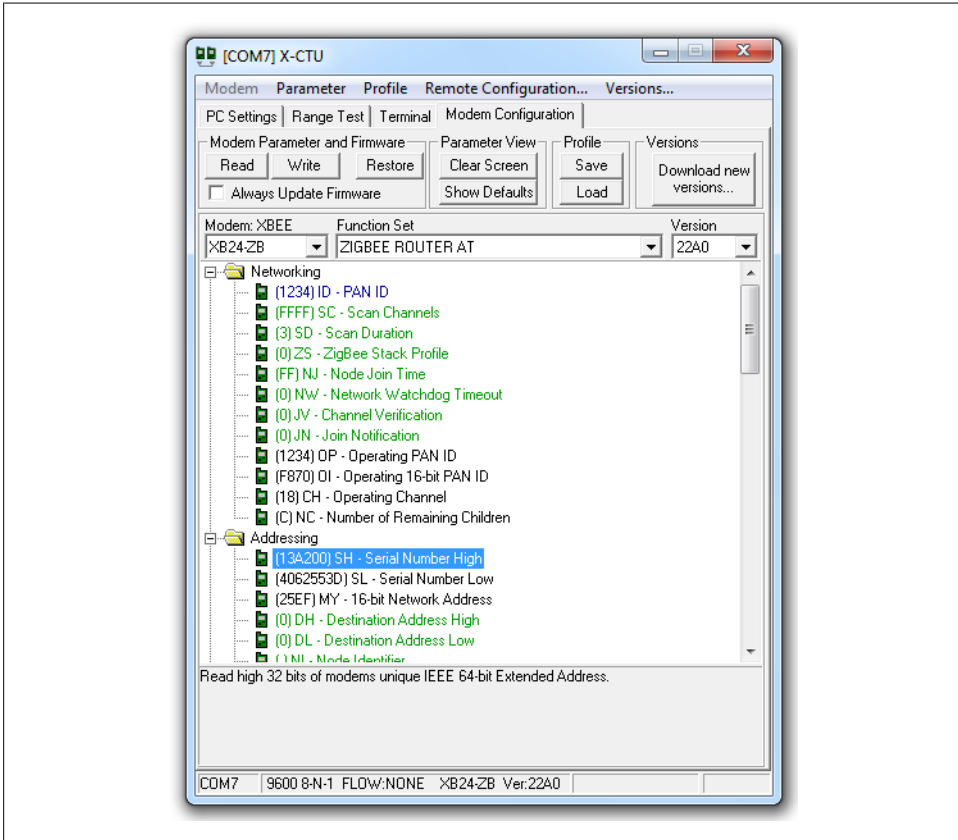 [COM7] X-CTU
Modem Parameter Profile Remote Configuration... Versions...
PC Settings Range Test Terminal Modem Configuration
Modem Parameter and Firmware Parameter View Profile Versions
Read Write Restore Clear Screen Save Download new versions...
Always Update Firmware Show Defaults Load
Modem: XBEE Function Set Version
XB24-ZB ZIGBEE ROUTER AT 22A0
Networking
(1234) ID - PAN ID
(FFFF) SC - Scan Channels
(3) SD - Scan Duration
(0) ZS - ZigBee Stack Profile
(FF) NJ - Node Join Time
(0) NW - Network Watchdog Timeout
(0) JV - Channel Verification
(0) JN - Join Notification
(1234) OP - Operating PAN ID
(F870) OI - Operating 16-bit PAN ID
(18) CH - Operating Channel
(C) NC - Number of Remaining Children
Addressing
(13A200) SH - Serial Number High
(4062553D) SL - Serial Number Low
(25EF) MY - 16-bit Network Address
(0) DH - Destination Address High
(0) DL - Destination Address Low
( ) NI - Node Identifier
Read high 32 bits of modems unique IEEE 64-bit Extended Address.
COM7 9600 8-N-1 FLOW:NONE XB24-ZB Ver:22A0